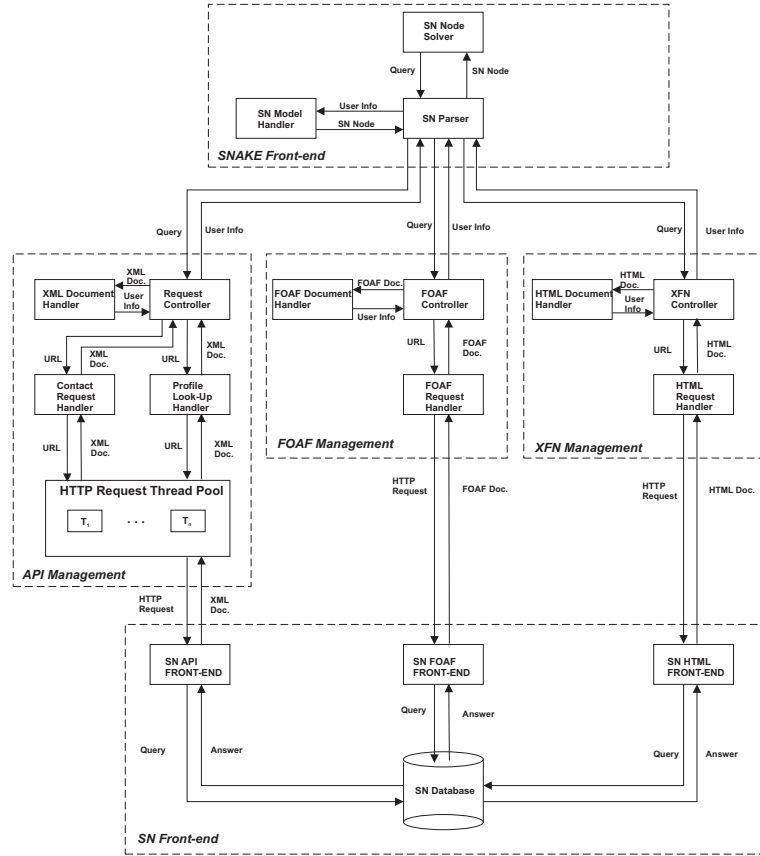 SN Node
Solver
Query
SN Node
SN Model
Handler
User Info
SN Node
SN Parser
SNAKE Front-end
Query
User Info
Query
User Info
Query
User Info
XML Document
Handler
XML
Doc.
User
Info
Request
Controller
URL
XML
Doc.
URL
XML
Doc.
Contact
Request
Handler
Profile
Look-Up
Handler
URL
XML
Doc.
URL
XML
Doc.
HTTP Request Thread Pool
T1
. . .
Tn
API Management
FOAF Document
Handler
FOAF Doc.
User Info
FOAF
Controller
URL
FOAF
Doc.
FOAF
Request
Handler
FOAF Management
HTML Document
Handler
HTML
Doc.
User
Info
XFN
Controller
URL
HTML
Doc.
HTML
Request
Handler
XFN Management
HTTP
Request
XML
Doc.
HTTP
Request
FOAF Doc.
HTTP
Request
HTML Doc.
SN API
FRONT-END
SN FOAF
FRONT-END
SN HTML
FRONT-END
Query
Answer
Query
Answer
Query
Answer
SN Database
SN Front-end